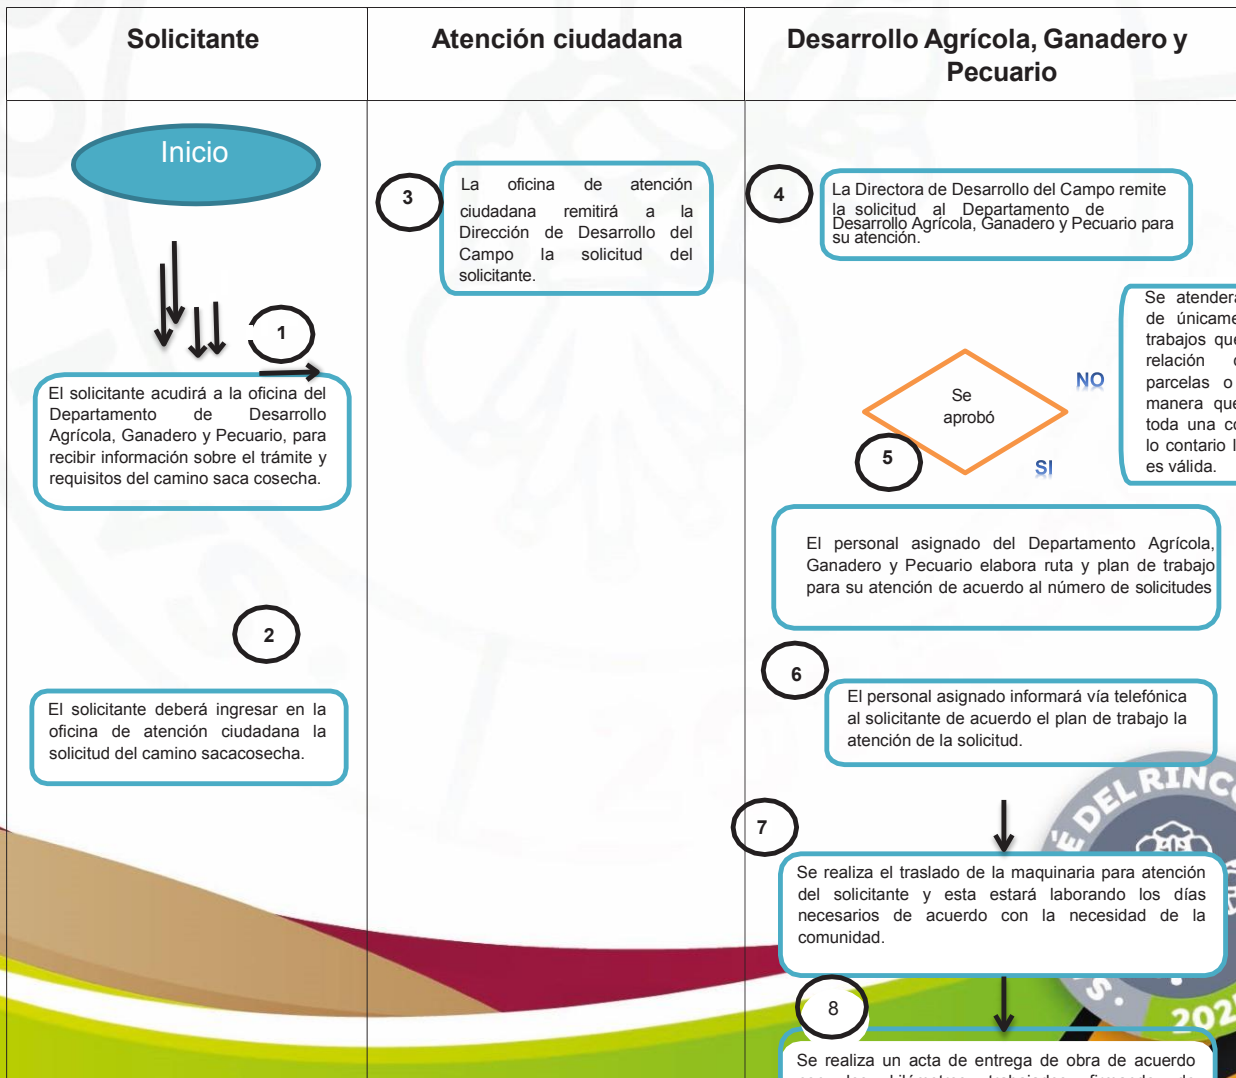 Solicitante
Atención ciudadana
Desarrollo Agrícola, Ganadero y
Pecuario
Inicio
1
El solicitante acudirá a la oficina del
Departamento de Desarrollo
Agrícola, Ganadero y Pecuario, para
recibir información sobre el trámite y
requisitos del camino saca cosecha.
2
El solicitante deberá ingresar en la
oficina de atención ciudadana la
solicitud del camino sacacosecha.
3
La oficina de atención
ciudadana remitirá a la
Dirección de Desarrollo del
Campo la solicitud del
solicitante.
4
La Directora de Desarrollo del Campo remite
la solicitud al Departamento de
Desarrollo Agrícola, Ganadero y Pecuario para
su atención.
Se
aprobó
NO
SI
5
Se
de
trabajos
relación
parcelas o
manera
toda una
lo contario
es válida.
El personal asignado del Departamento Agrícola,
Ganadero y Pecuario elabora ruta y plan de trabajo
para su atención de acuerdo al número de solicitudes
6
El personal asignado informará vía telefónica
al solicitante de acuerdo el plan de trabajo la
atención de la solicitud.
7
Se realiza el traslado de la maquinaria para atención
del solicitante y esta estará laborando los días
necesarios de acuerdo con la necesidad de la
comunidad.
8
Se realiza un acta de entrega de obra de acuerdo
DEL